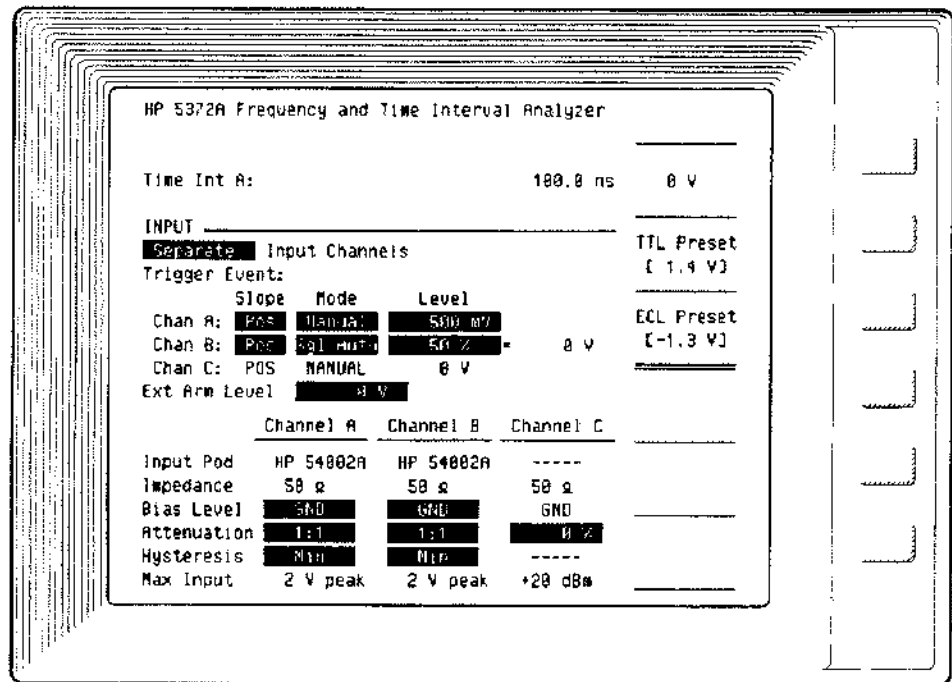 HP 5372A Frequency and Time Interval Analyzer
Time Int A: 100.0 ns 0 V
INPUT
Separate Input Channels
TTL Preset
[ 1.4 V]
Trigger Event:
Slope Mode Level
Chan A: Pos Manual 500 mV
ECL Preset
[-1.3 V]
Chan B: Pos Sgl Auto 50 % = 0 V
Chan C: POS MANUAL 0 V
Ext Arm Level 0 V
Channel A Channel B Channel C
Input Pod HP 54002A HP 54002A -----
Impedance 50 Ω 50 Ω 50 Ω
Bias Level GND GND GND
Attenuation 1:1 1:1 0 %
Hysteresis Min Min -----
Max Input 2 V peak 2 V peak +20 dBm